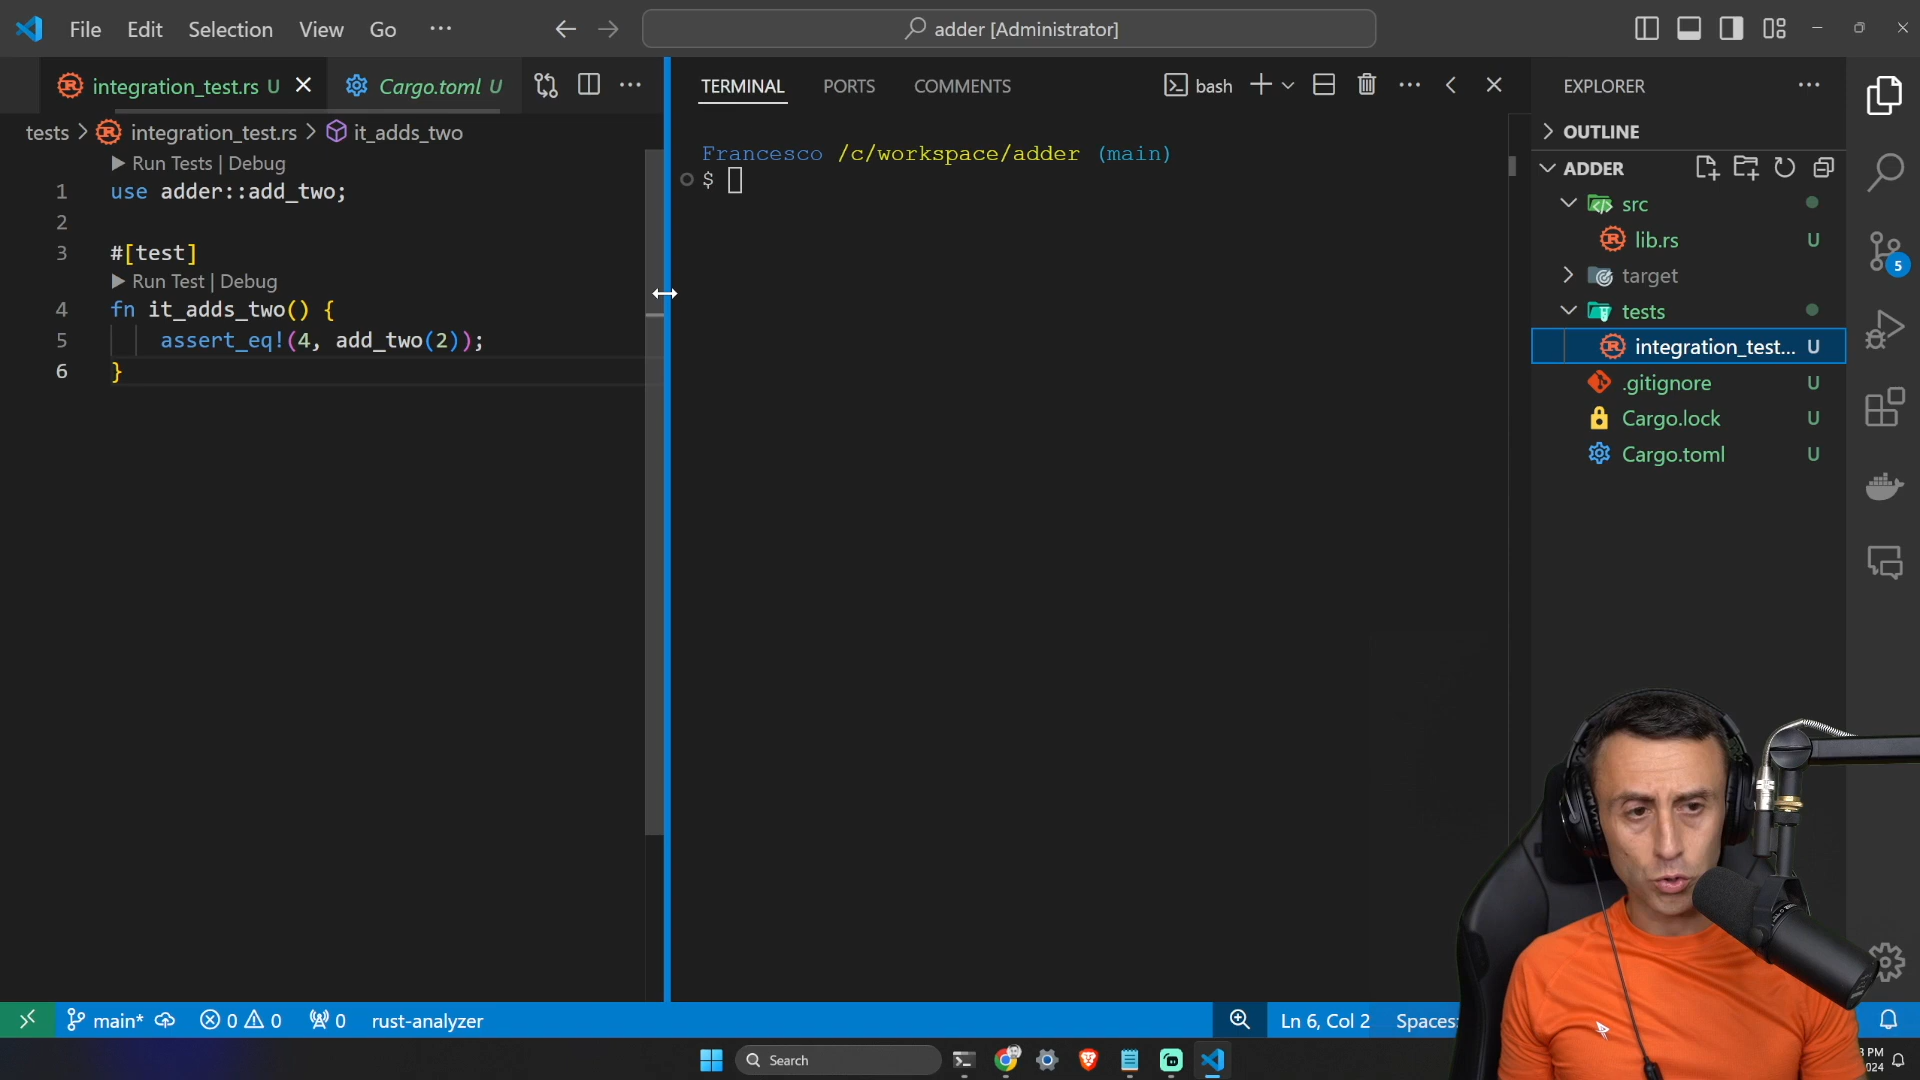 File Edit Selection View Go ···
adder [Administrator]
integration_test.rs U
Cargo.toml U
tests > integration_test.rs > it_adds_two
Run Tests | Debug
1 use adder::add_two;
2
3 #[test]
Run Test | Debug
4 fn it_adds_two() {
5 assert_eq!(4, add_two(2));
6 }
TERMINAL PORTS COMMENTS
bash
Francesco /c/workspace/adder (main)
$
EXPLORER
OUTLINE
ADDER
src
lib.rs U
target
tests
integration_test... U
.gitignore U
Cargo.lock U
Cargo.toml U
5
main* 0 0 0 rust-analyzer
Ln 6, Col 2 Spaces:
Search
PM